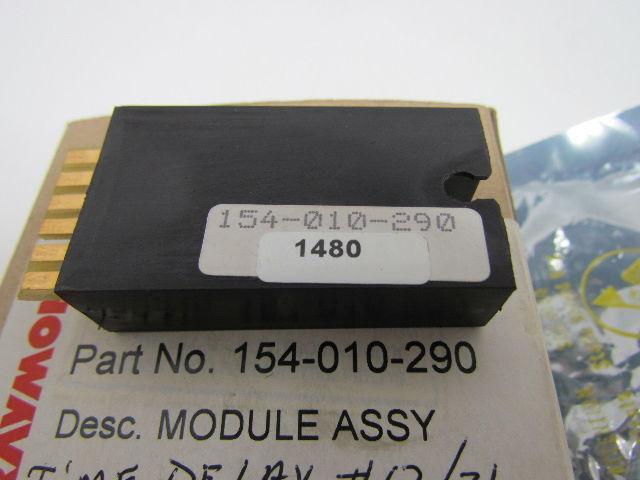 154-010-290
1480
Part No. 154-010-290
Desc. MODULE ASSY
TIME DELAY